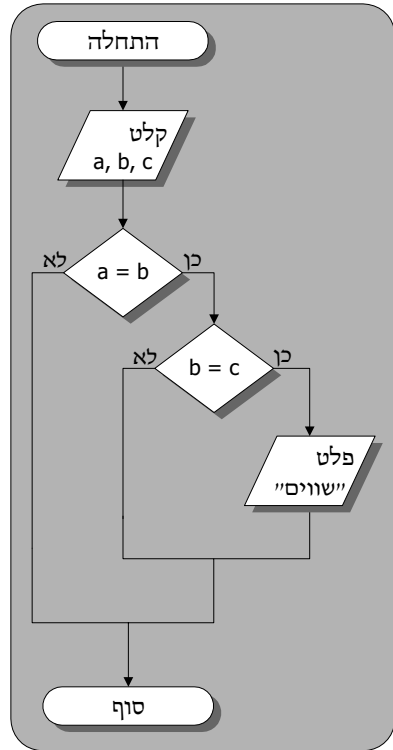 התחלה
קלט
a, b, c
לא
a = b
כן
לא
b = c
כן
פלט
״שווים״
סוף